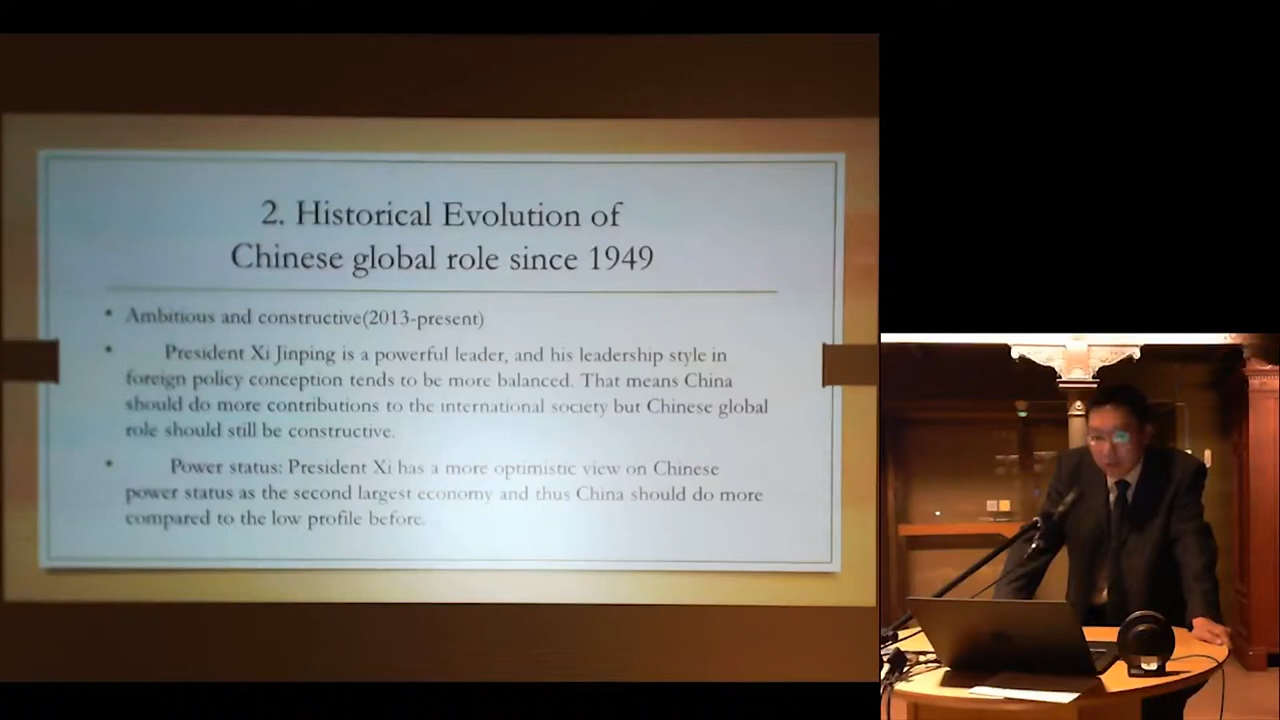 2. Historical Evolution of
Chinese global role since 1949
• Ambitious and constructive(2013-present)
• President Xi Jinping is a powerful leader, and his leadership style in
foreign policy conception tends to be more balanced. That means China
should do more contributions to the international society but Chinese global
role should still be constructive.
• Power status: President Xi has a more optimistic view on Chinese
power status as the second largest economy and thus China should do more
compared to the low profile before.